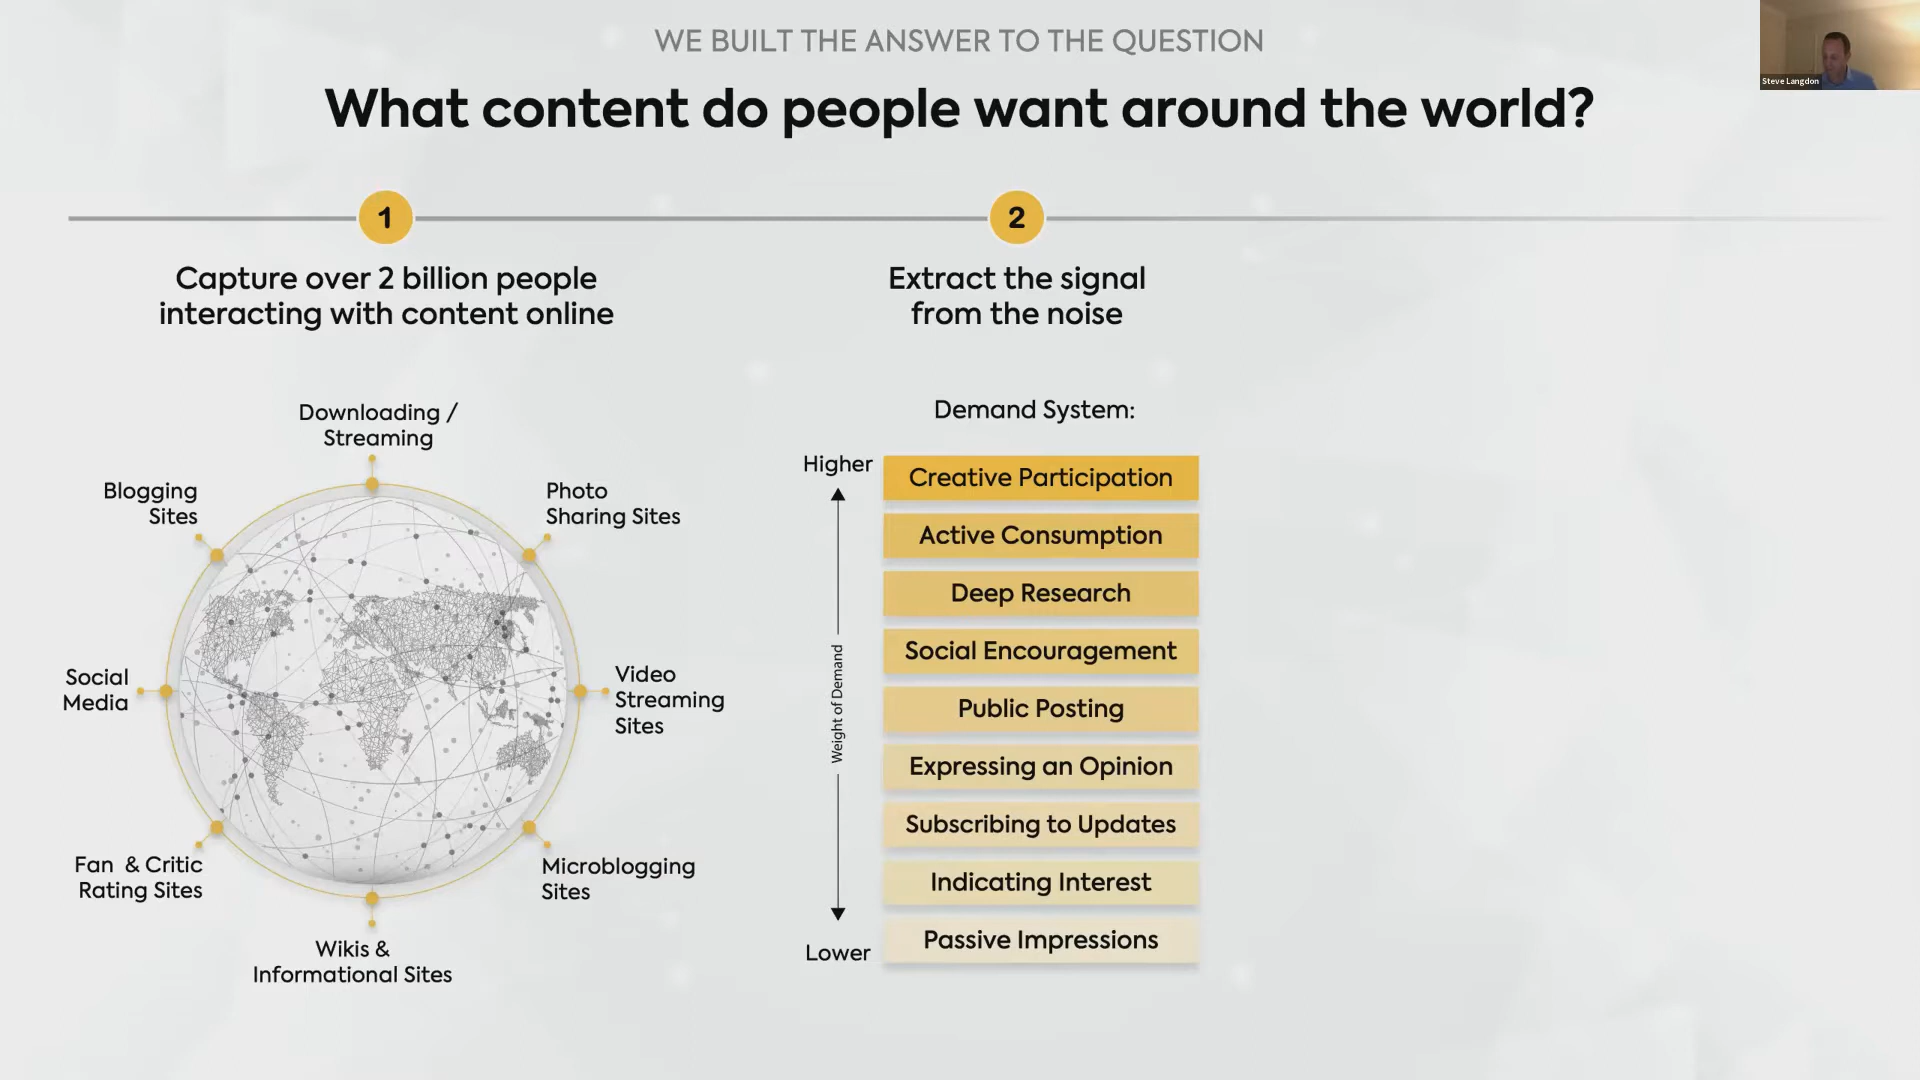 WE BUILT THE ANSWER TO THE QUESTION
What content do people want around the world?
Steve Langdon
1
Capture over 2 billion people
interacting with content online
Downloading /
Streaming
Blogging
Sites
Photo
Sharing Sites
Social
Media
Video
Streaming
Sites
Fan & Critic
Rating Sites
Microblogging
Sites
Wikis &
Informational Sites
2
Extract the signal
from the noise
Demand System:
Higher
Weight of Demand
Lower
Creative Participation
Active Consumption
Deep Research
Social Encouragement
Public Posting
Expressing an Opinion
Subscribing to Updates
Indicating Interest
Passive Impressions